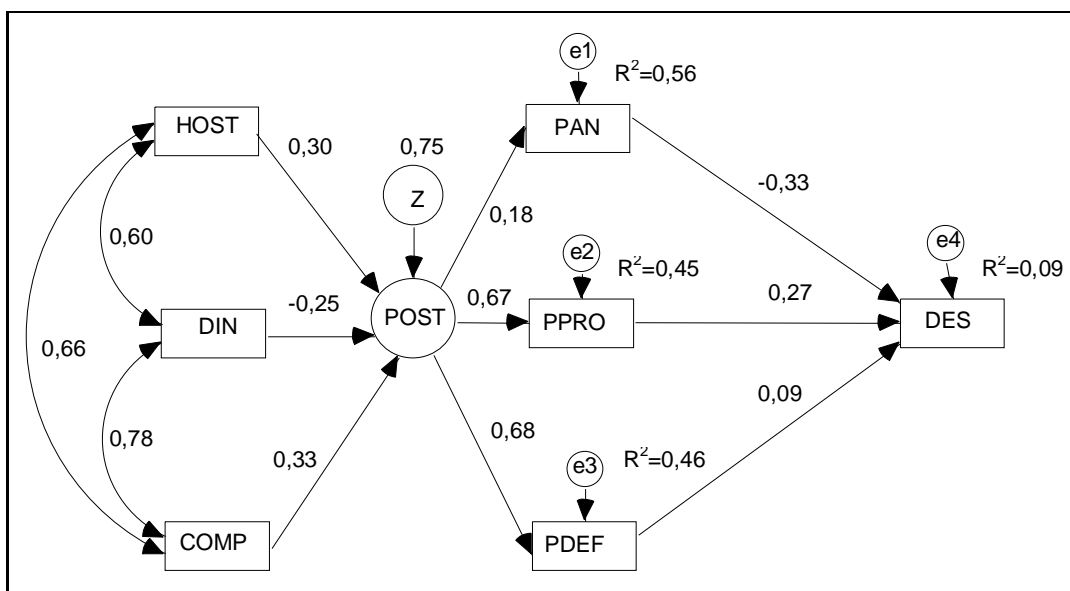 e1
R²=0,56
HOST
PAN
0,30
0,75
Z
-0,33
0,18
0,60
e2
R²=0,45
e4
R²=0,09
-0,25
0,67
0,27
DIN
POST
PPRO
DES
0,66
0,09
0,78
0,68
0,33
e3
R²=0,46
COMP
PDEF